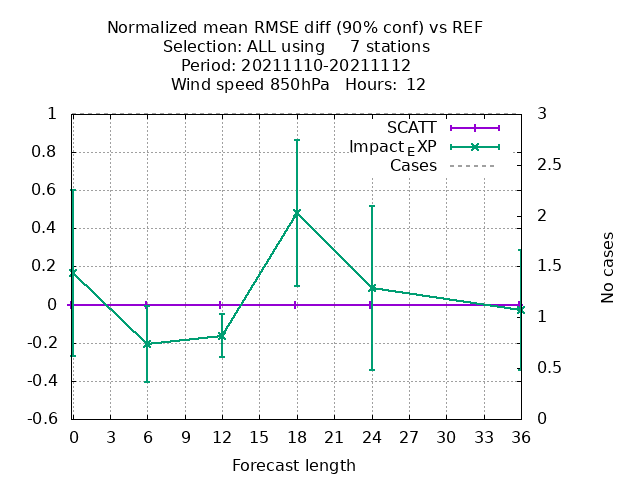 Normalized mean RMSE diff (90% conf) vs REF
Selection: ALL using 7 stations
Period: 20211110-20211112
Wind speed 850hPa Hours: 12
SCATT
Impact_EXP
Cases
1
0.8
0.6
0.4
0.2
0
-0.2
-0.4
-0.6
3
2.5
2
1.5
1
0.5
0
No cases
0 3 6 9 12 15 18 21 24 27 30 33 36
Forecast length